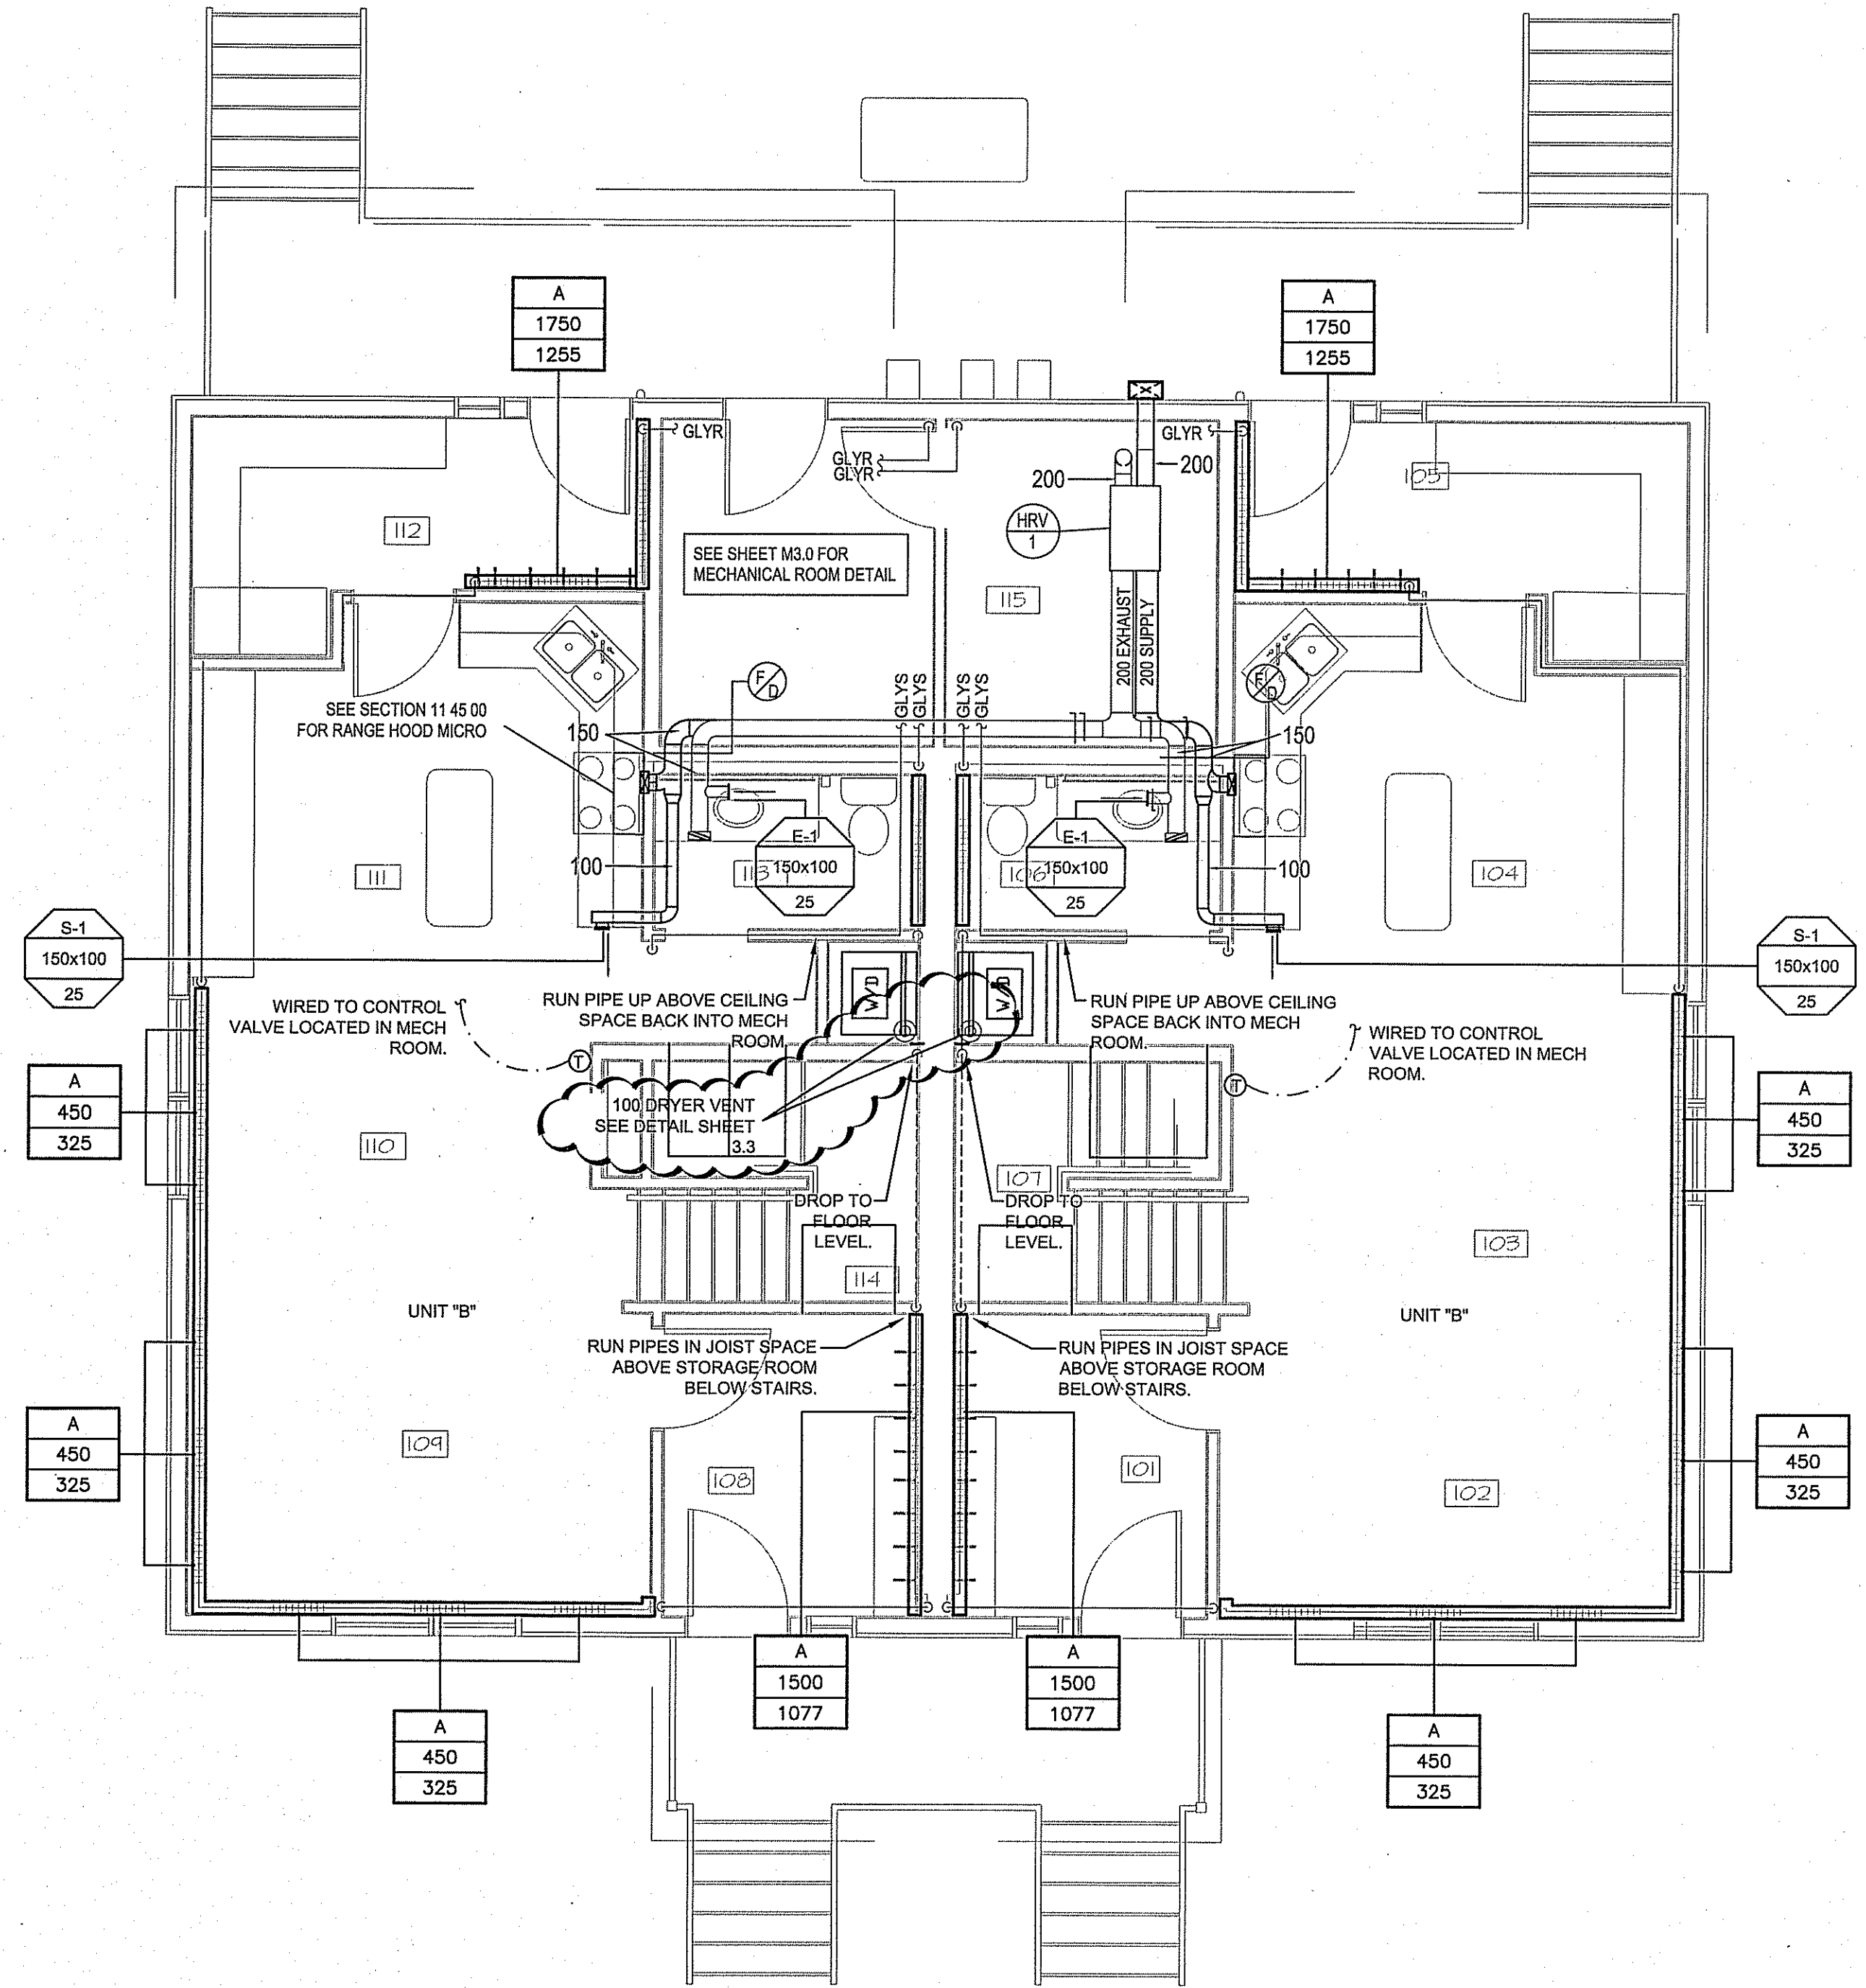 A
1750
1255
A
1750
1255
GLYR
GLYR
GLYR
GLYR
200
200
105
112
HRV
1
SEE SHEET M3.0 FOR
MECHANICAL ROOM DETAIL
115
200 EXHAUST
200 SUPPLY
F/D
F/D
GLYS
GLYS
GLYS
GLYS
SEE SECTION 11 45 00
FOR RANGE HOOD MICRO
150
150
E-1
150x100
25
E-1
150x100
25
100
100
111
113
106
104
S-1
150x100
25
S-1
150x100
25
W/D
W/D
WIRED TO CONTROL
VALVE LOCATED IN MECH
ROOM.
RUN PIPE UP ABOVE CEILING
SPACE BACK INTO MECH
ROOM.
RUN PIPE UP ABOVE CEILING
SPACE BACK INTO MECH
ROOM.
WIRED TO CONTROL
VALVE LOCATED IN MECH
ROOM.
T
T
A
450
325
A
450
325
100 DRYER VENT
SEE DETAIL SHEET
3.3
110
107
DROP TO
FLOOR
LEVEL.
DROP TO
FLOOR
LEVEL.
103
114
UNIT "B"
UNIT "B"
RUN PIPES IN JOIST SPACE
ABOVE STORAGE ROOM
BELOW STAIRS.
RUN PIPES IN JOIST SPACE
ABOVE STORAGE ROOM
BELOW STAIRS.
A
450
325
A
450
325
109
108
101
102
A
1500
1077
A
1500
1077
A
450
325
A
450
325